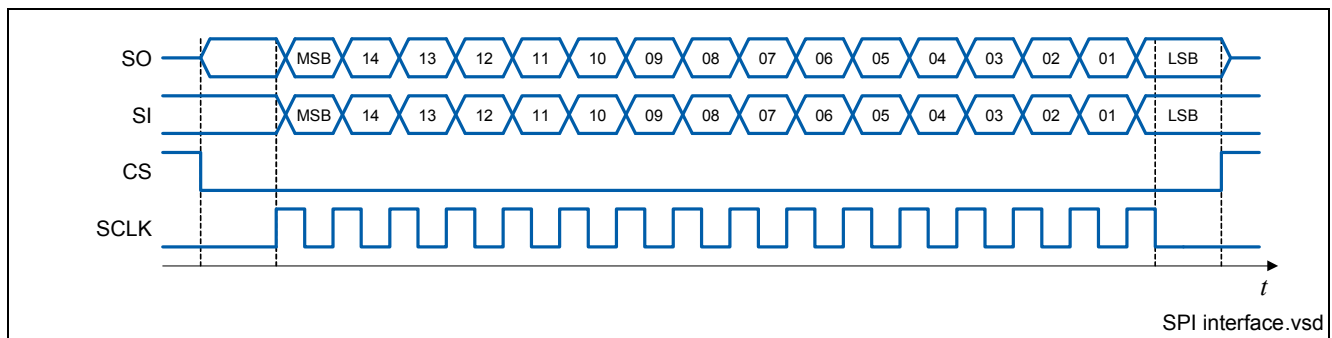 SO MSB 14 13 12 11 10 09 08 07 06 05 04 03 02 01 LSB
SI MSB 14 13 12 11 10 09 08 07 06 05 04 03 02 01 LSB
CS
SCLK
t
SPI interface.vsd